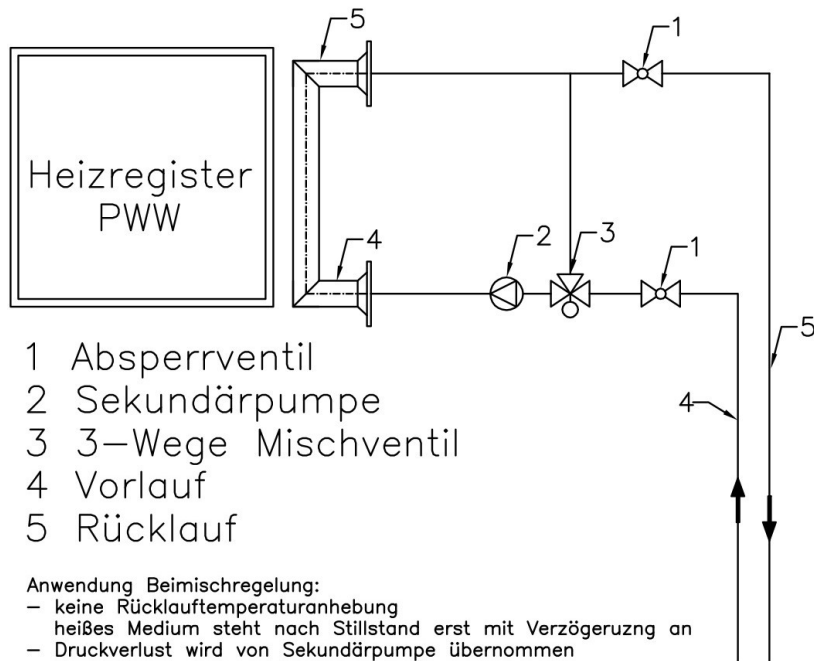 5
1
Heizregister
PWW
4
2
3
1
5
4
1 Absperrventil
2 Sekundärpumpe
3 3-Wege Mischventil
4 Vorlauf
5 Rücklauf
Anwendung Beimischregelung:
- keine Rücklauftemperaturanhebung
heißes Medium steht nach Stillstand erst mit Verzögeruzng an
- Druckverlust wird von Sekundärpumpe übernommen